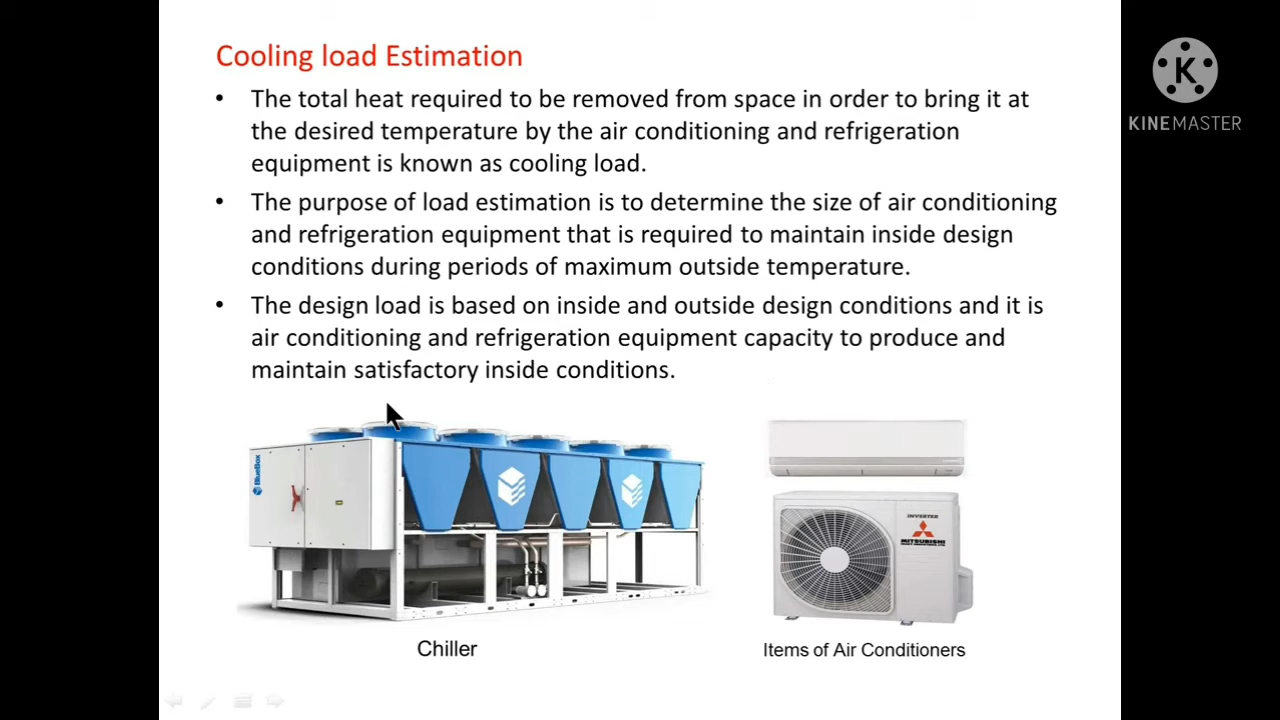 Cooling load Estimation
• The total heat required to be removed from space in order to bring it at
the desired temperature by the air conditioning and refrigeration
equipment is known as cooling load.
• The purpose of load estimation is to determine the size of air conditioning
and refrigeration equipment that is required to maintain inside design
conditions during periods of maximum outside temperature.
• The design load is based on inside and outside design conditions and it is
air conditioning and refrigeration equipment capacity to produce and
maintain satisfactory inside conditions.
K
KINEMASTER
BlueBox
INVERTER
MITSUBISHI
Chiller
Items of Air Conditioners